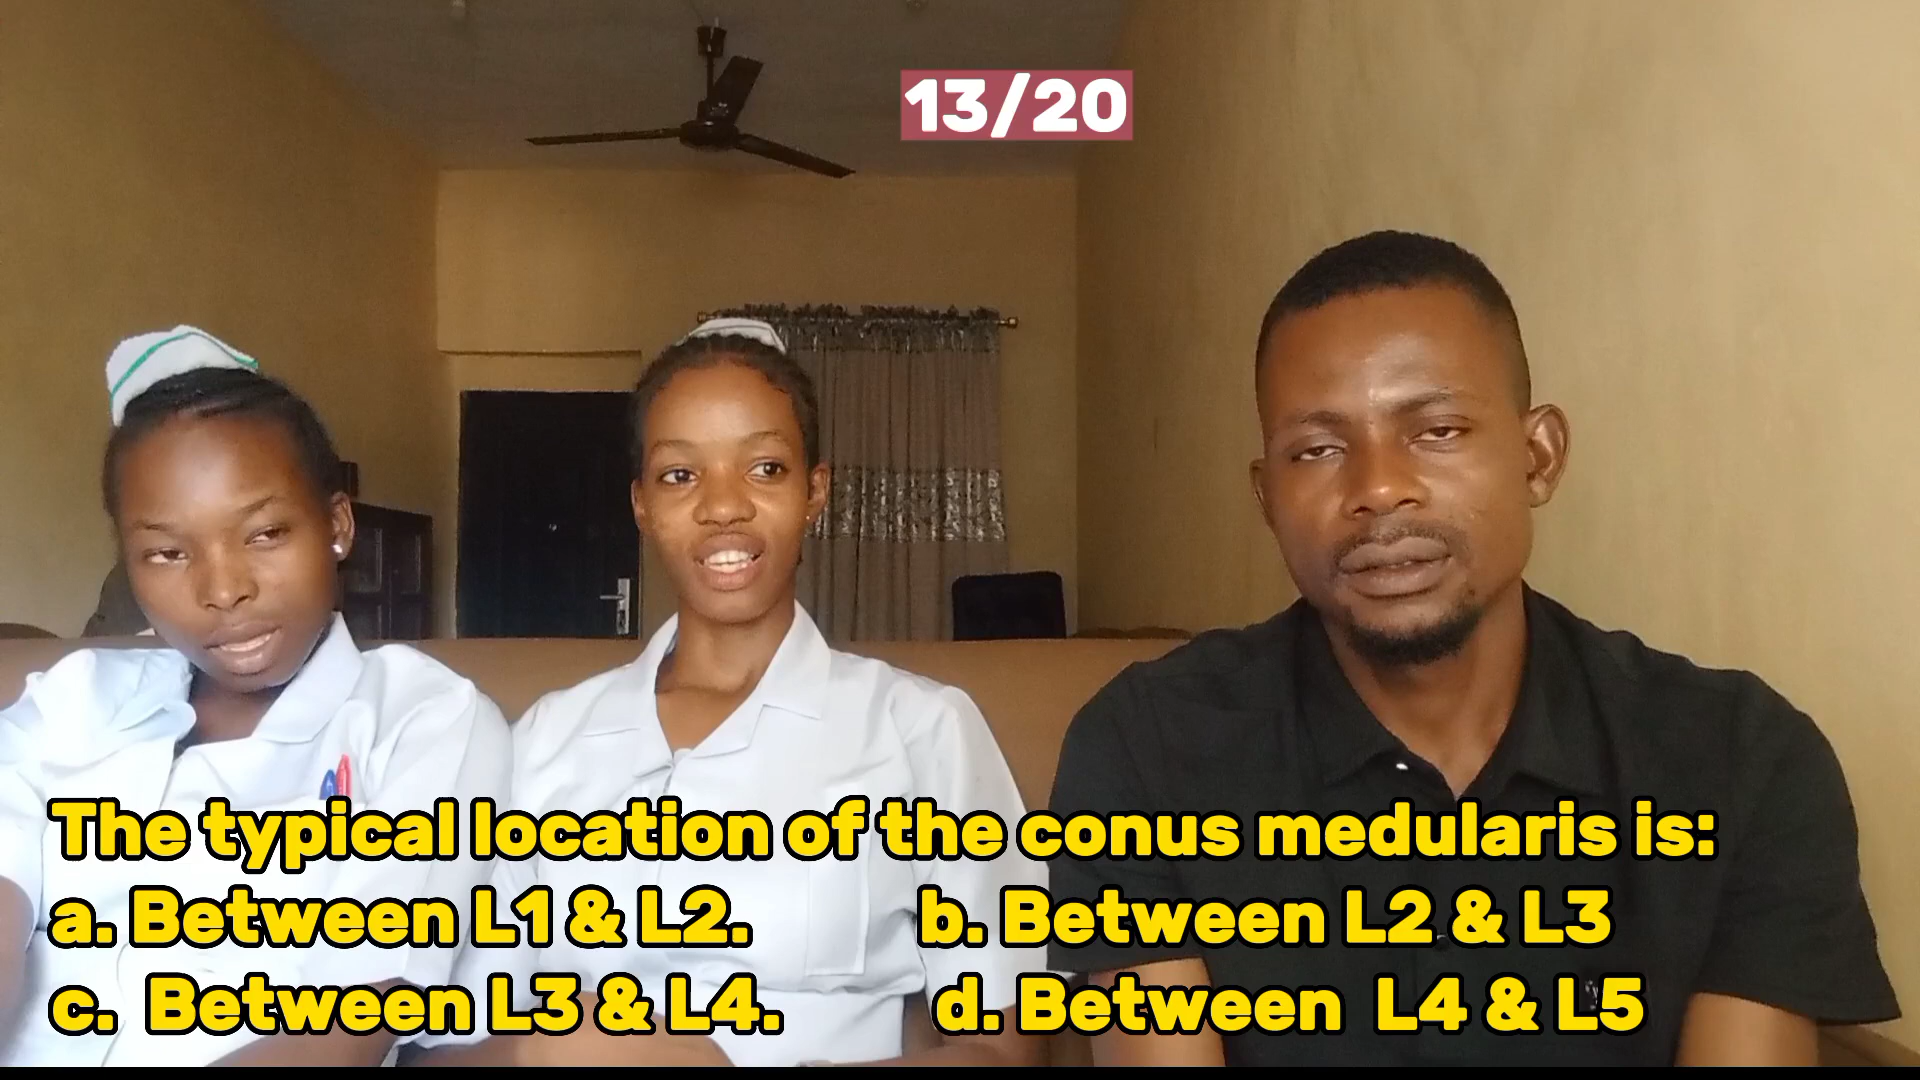 13/20
The typical location of the conus medularis is:
a. Between L1 & L2. b. Between L2 & L3
c. Between L3 & L4. d. Between L4 & L5